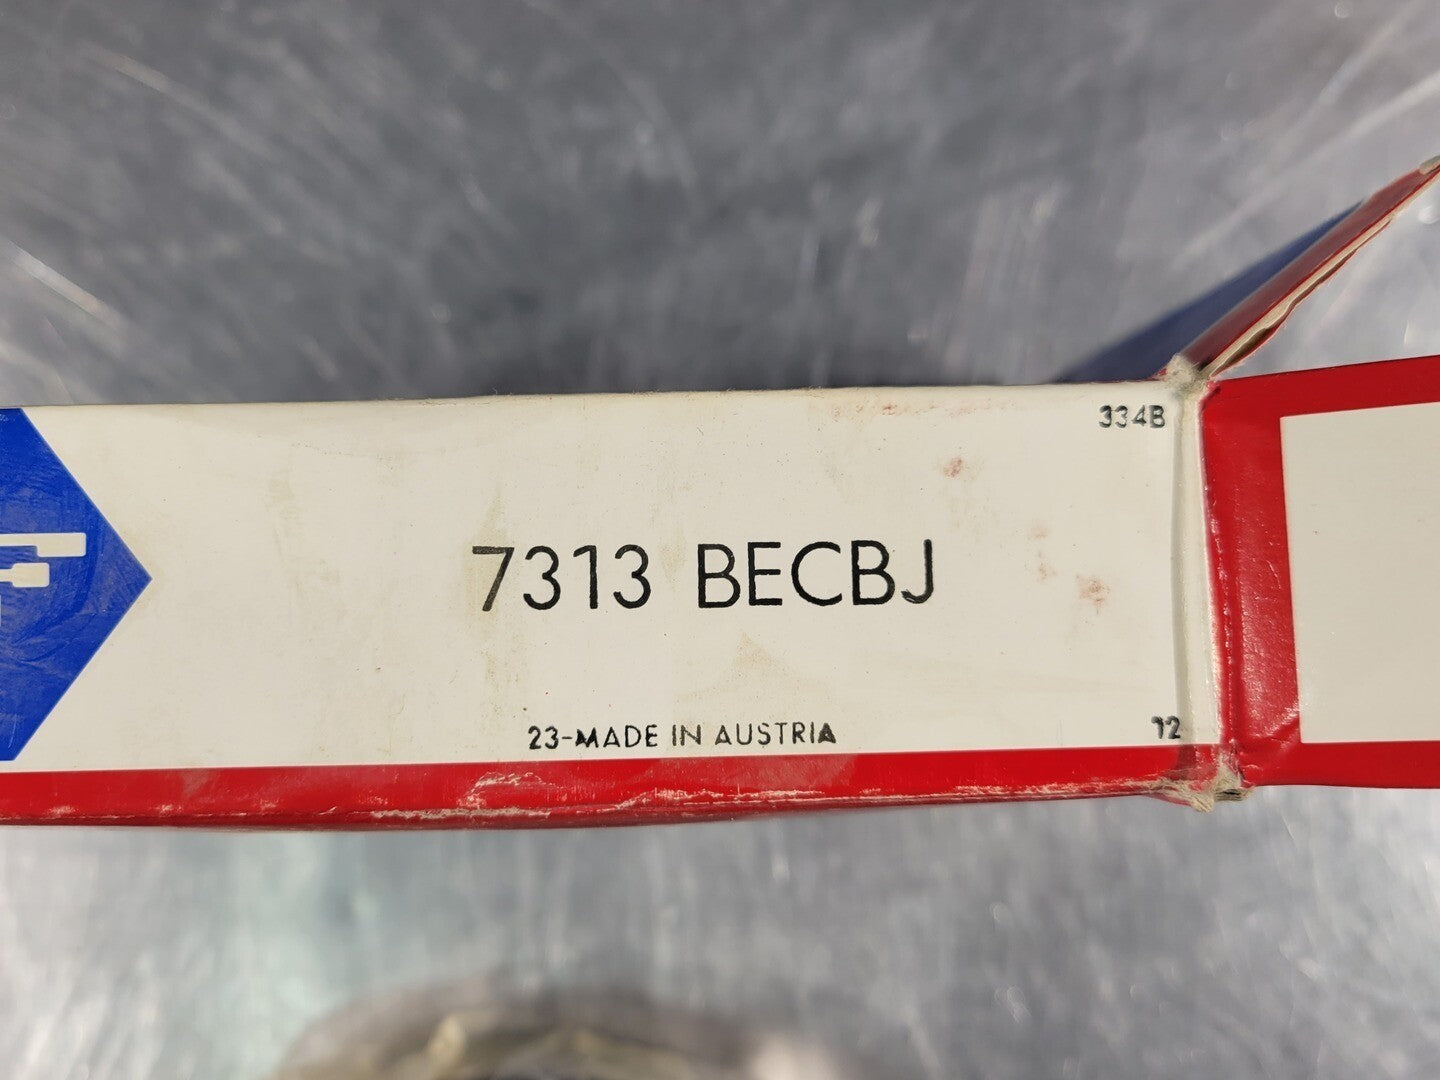 334B
7313 BECBJ
23-MADE IN AUSTRIA
12